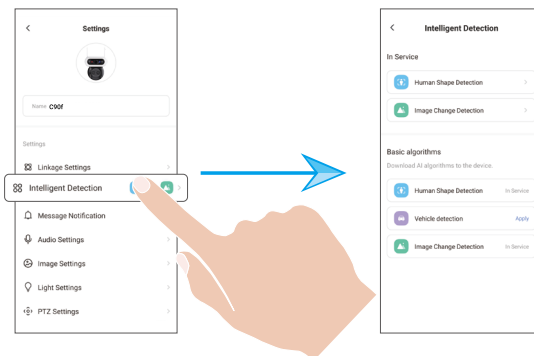 Settings
Name C90f
Settings
Linkage Settings
Intelligent Detection
Message Notification
Audio Settings
Image Settings
Light Settings
PTZ Settings
Intelligent Detection
In Service
Human Shape Detection
Image Change Detection
Basic algorithms
Download AI algorithms to the device.
Human Shape Detection In Service
Vehicle detection Apply
Image Change Detection In Service